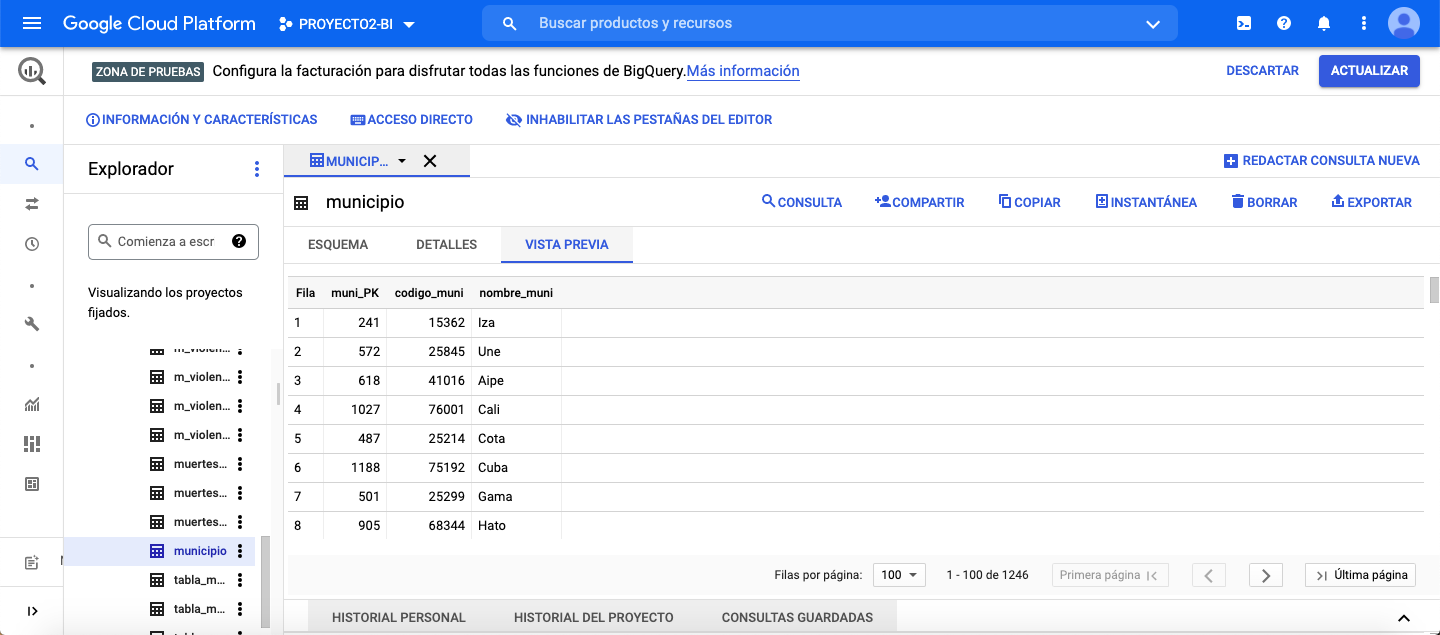 Google Cloud Platform PROYECTO2-BI Buscar productos y recursos
ZONA DE PRUEBAS Configura la facturación para disfrutar todas las funciones de BigQuery. Más información DESCARTAR ACTUALIZAR
INFORMACIÓN Y CARACTERÍSTICAS ACCESO DIRECTO INHABILITAR LAS PESTAÑAS DEL EDITOR
Explorador
MUNICIP... REDACTAR CONSULTA NUEVA
municipio CONSULTA COMPARTIR COPIAR INSTANTÁNEA BORRAR EXPORTAR
Comienza a escr
ESQUEMA DETALLES VISTA PREVIA
Visualizando los proyectos
fijados.
m_violen...
m_violen...
m_violen...
m_violen...
muertes...
muertes...
muertes...
municipio
tabla_m...
tabla_m...
Fila muni_PK codigo_muni nombre_muni
1 241 15362 Iza
2 572 25845 Une
3 618 41016 Aipe
4 1027 76001 Cali
5 487 25214 Cota
6 1188 75192 Cuba
7 501 25299 Gama
8 905 68344 Hato
Filas por página: 100 1 - 100 de 1246 Primera página Última página
HISTORIAL PERSONAL HISTORIAL DEL PROYECTO CONSULTAS GUARDADAS